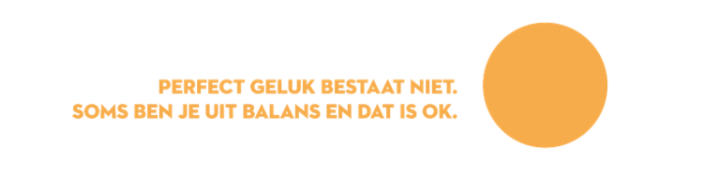 PERFECT GELUK BESTAAT NIET.
SOMS BEN JE UIT BALANS EN DAT IS OK.